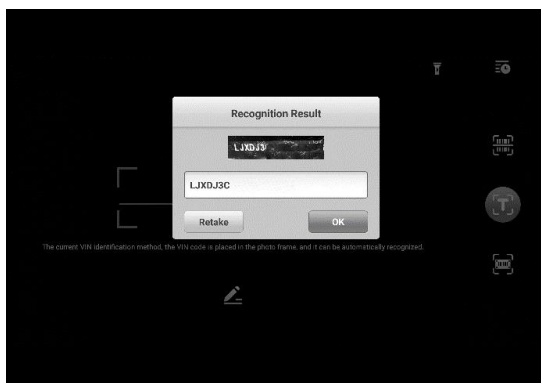 Recognition Result
LJXDJ3
LJXDJ3C
Retake
OK
The current VIN identification method, the VIN code is placed in the photo frame, and it can be automatically recognized.